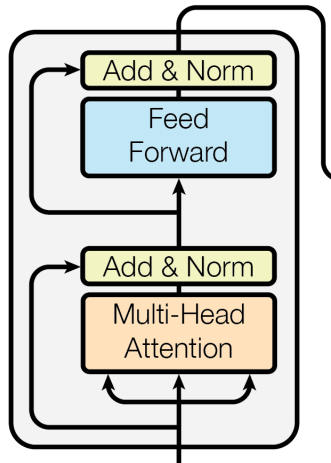 Add & Norm
Feed
Forward
Add & Norm
Multi-Head
Attention